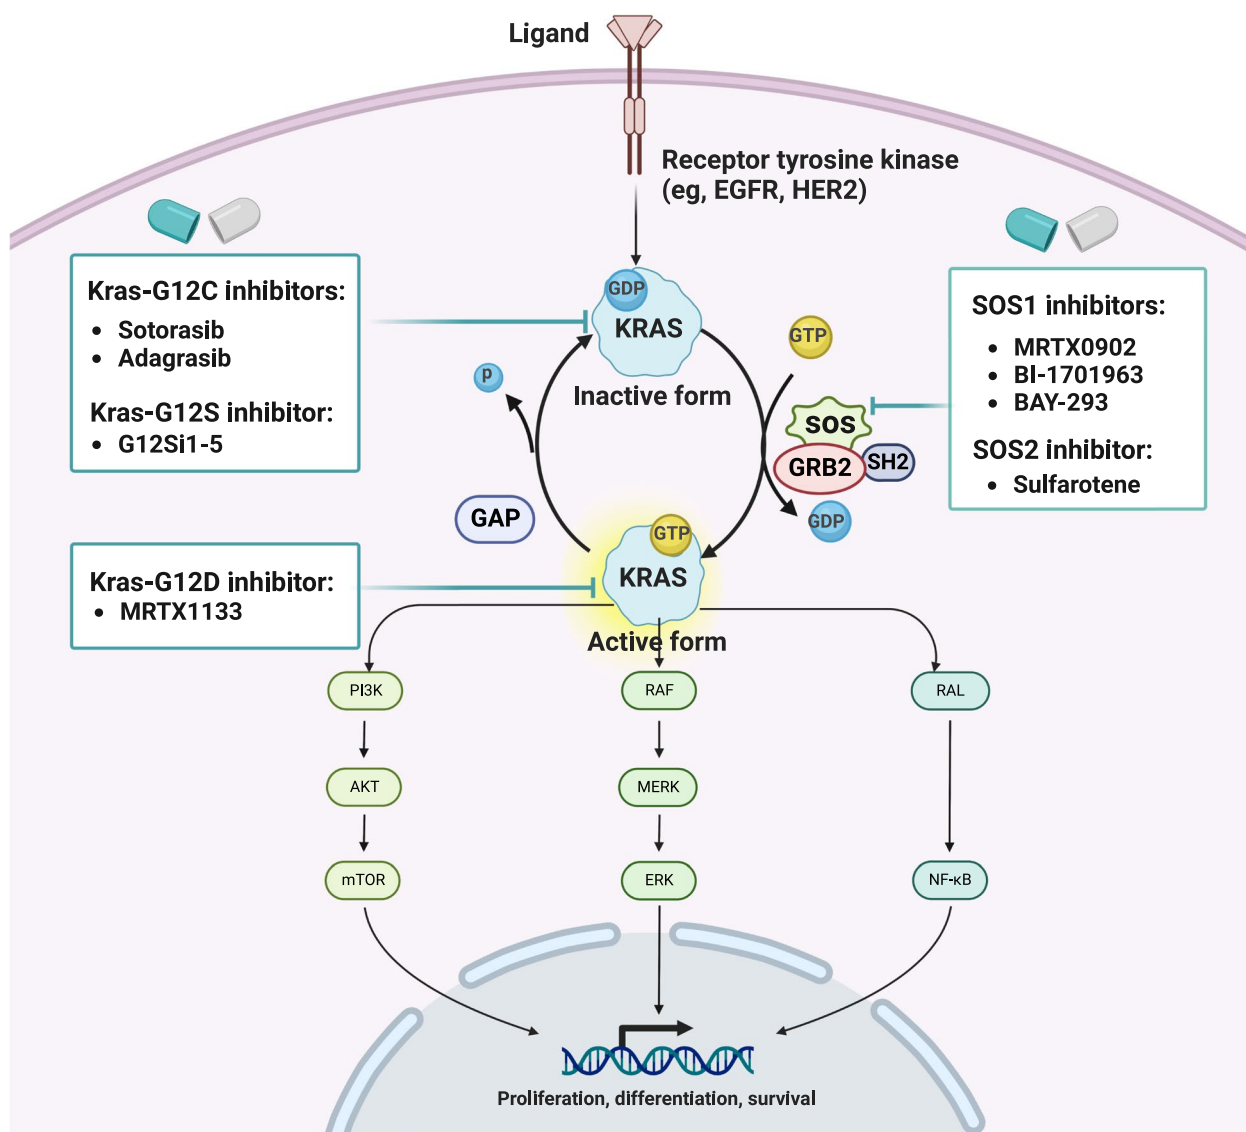 Ligand
Receptor tyrosine kinase
(eg, EGFR, HER2)
Kras-G12C inhibitors:
• Sotorasib
• Adagrasib
Kras-G12S inhibitor:
• G12Si1-5
GDP
KRAS
Inactive form
GTP
p
SOS
GRB2
SH2
GDP
SOS1 inhibitors:
• MRTX0902
• BI-1701963
• BAY-293
SOS2 inhibitor:
• Sulfarotene
GAP
GTP
KRAS
Active form
Kras-G12D inhibitor:
• MRTX1133
PI3K
RAF
RAL
AKT
MERK
mTOR
ERK
NF-κB
Proliferation, differentiation, survival